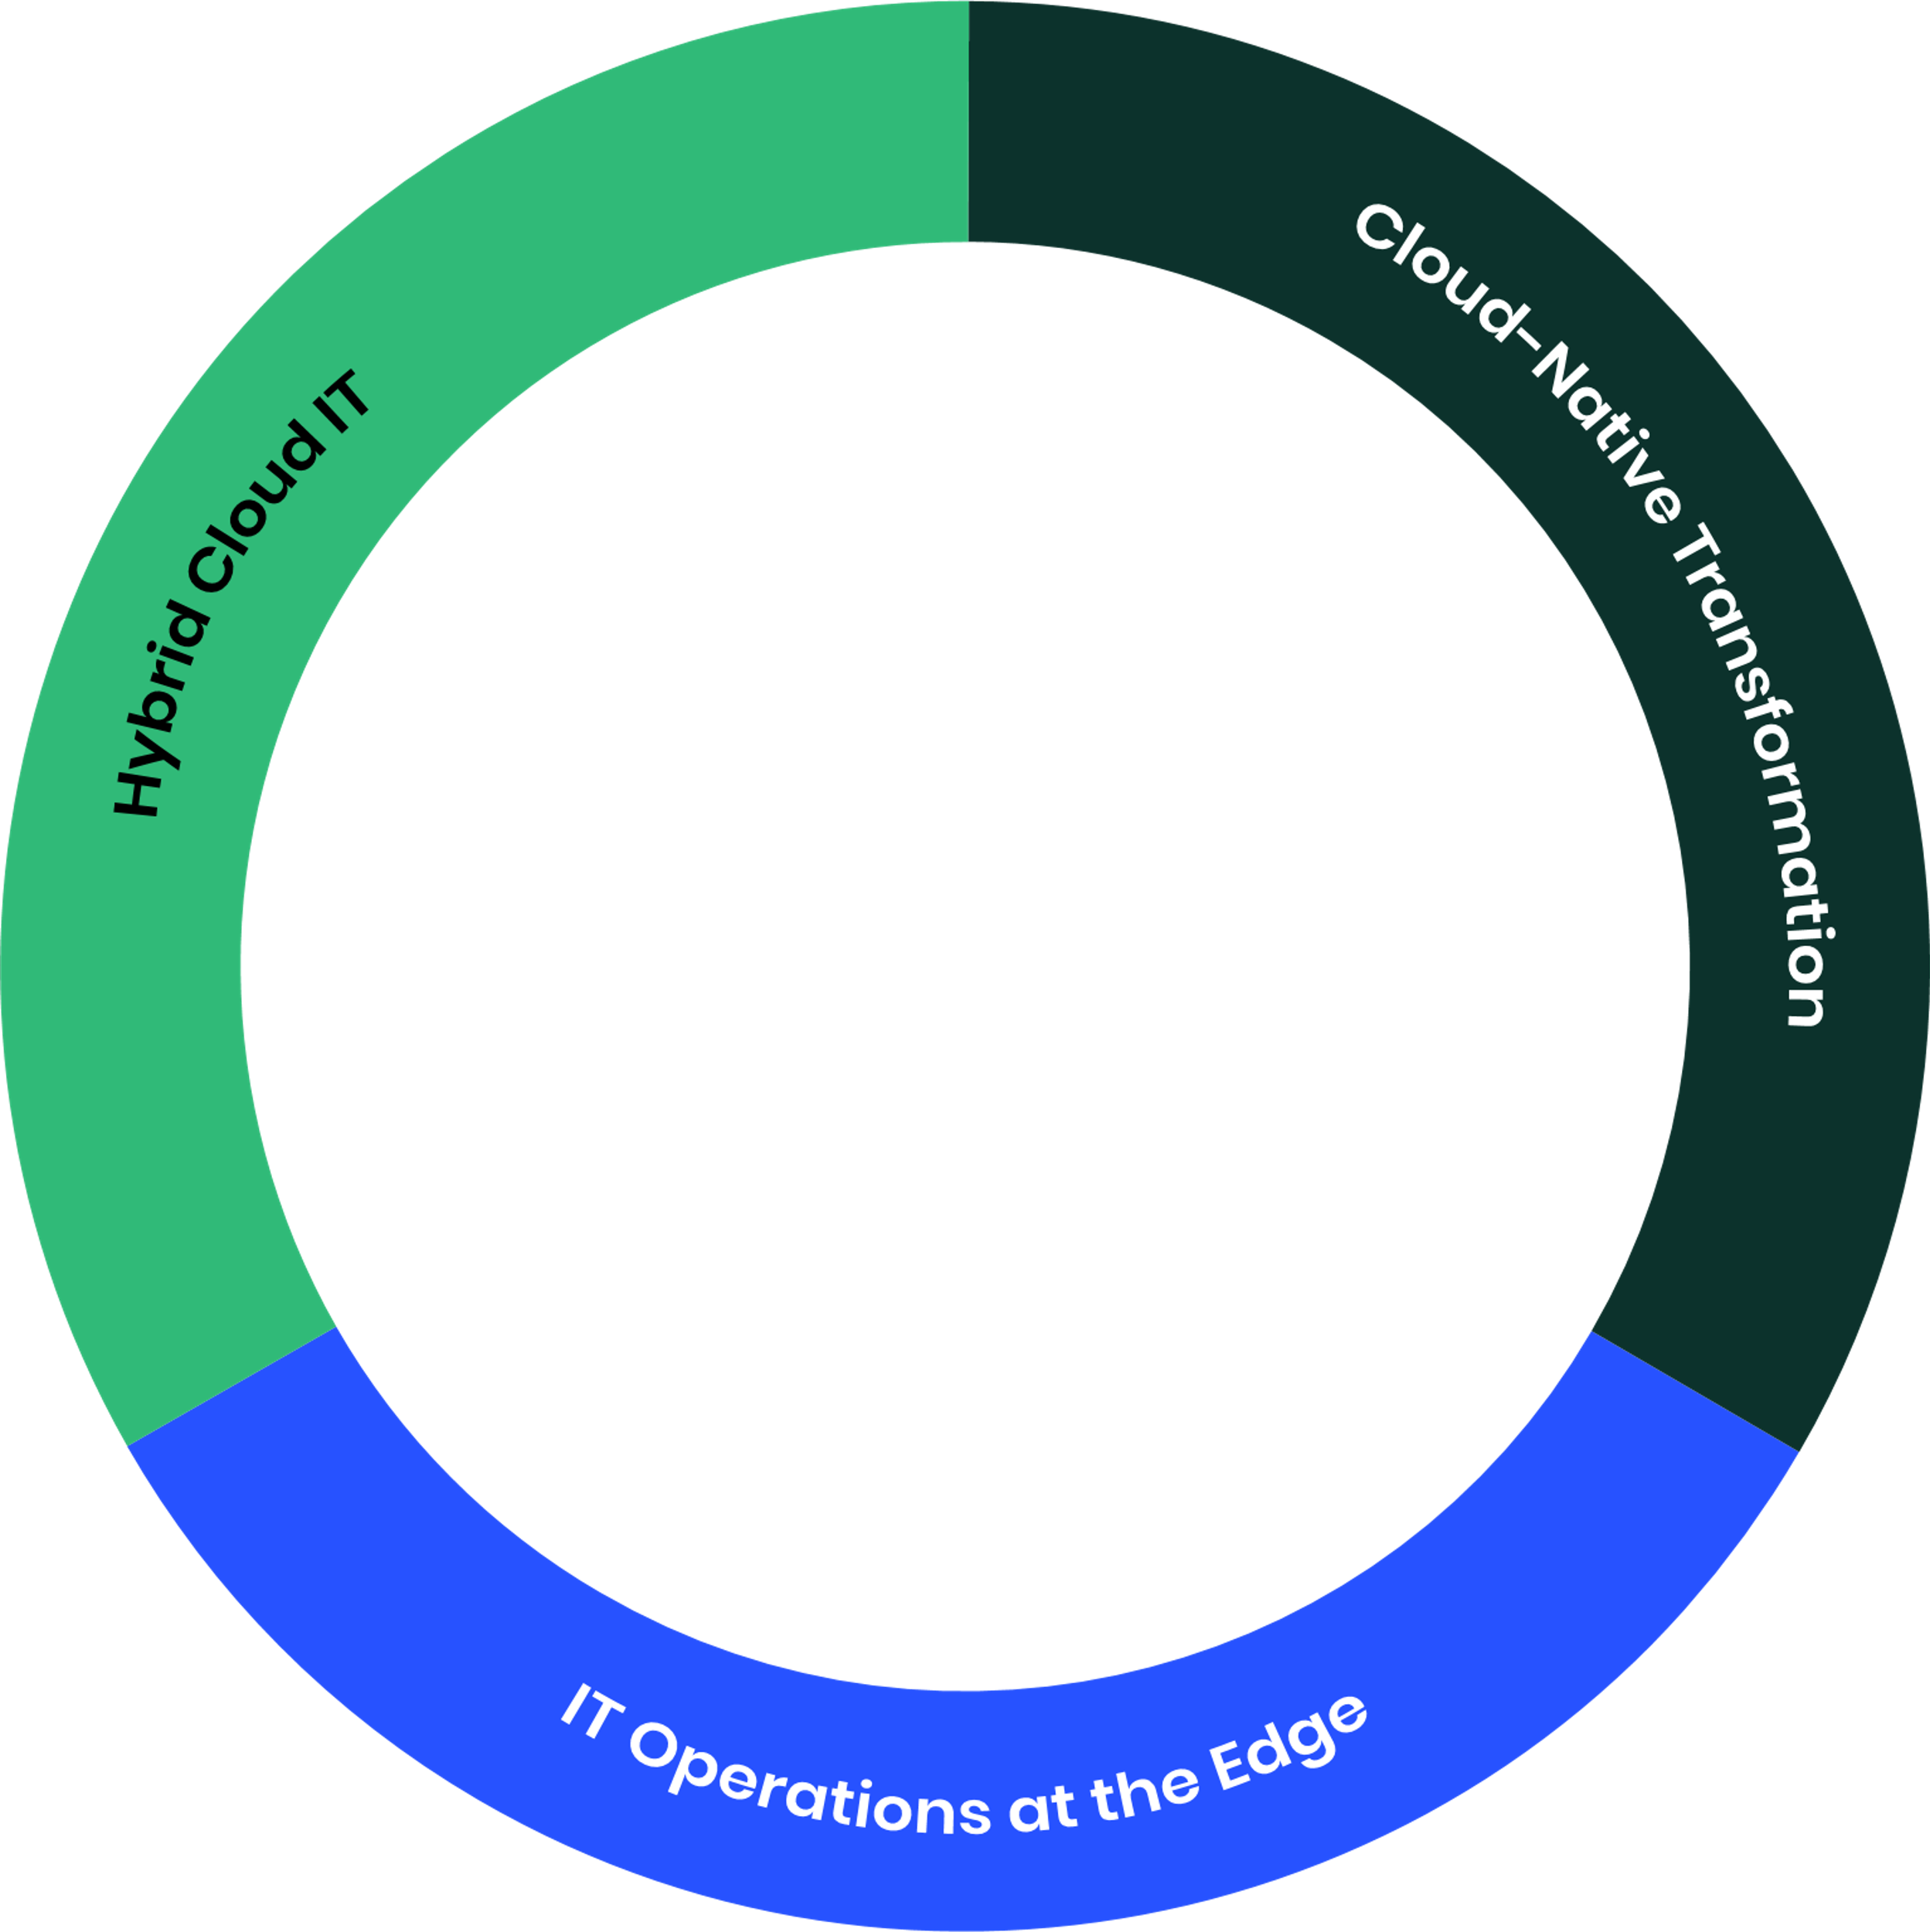 Hybrid Cloud IT
Cloud-Native Transformation
IT Operations at the Edge